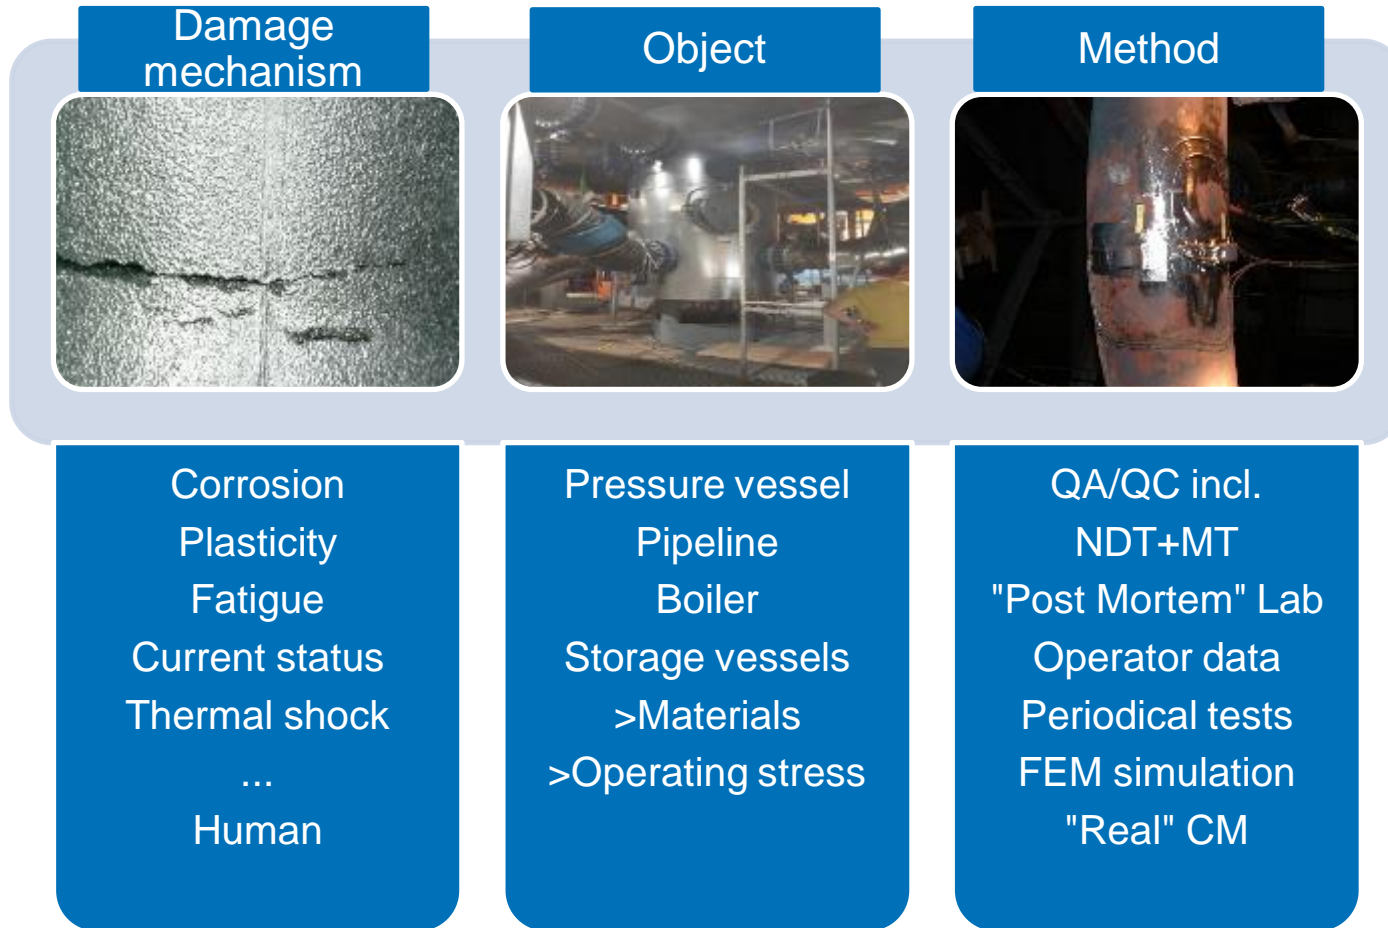 Damage
mechanism
Object
Method
Corrosion
Plasticity
Fatigue
Current status
Thermal shock
...
Human
Pressure vessel
Pipeline
Boiler
Storage vessels
>Materials
>Operating stress
QA/QC incl.
NDT+MT
"Post Mortem" Lab
Operator data
Periodical tests
FEM simulation
"Real" CM